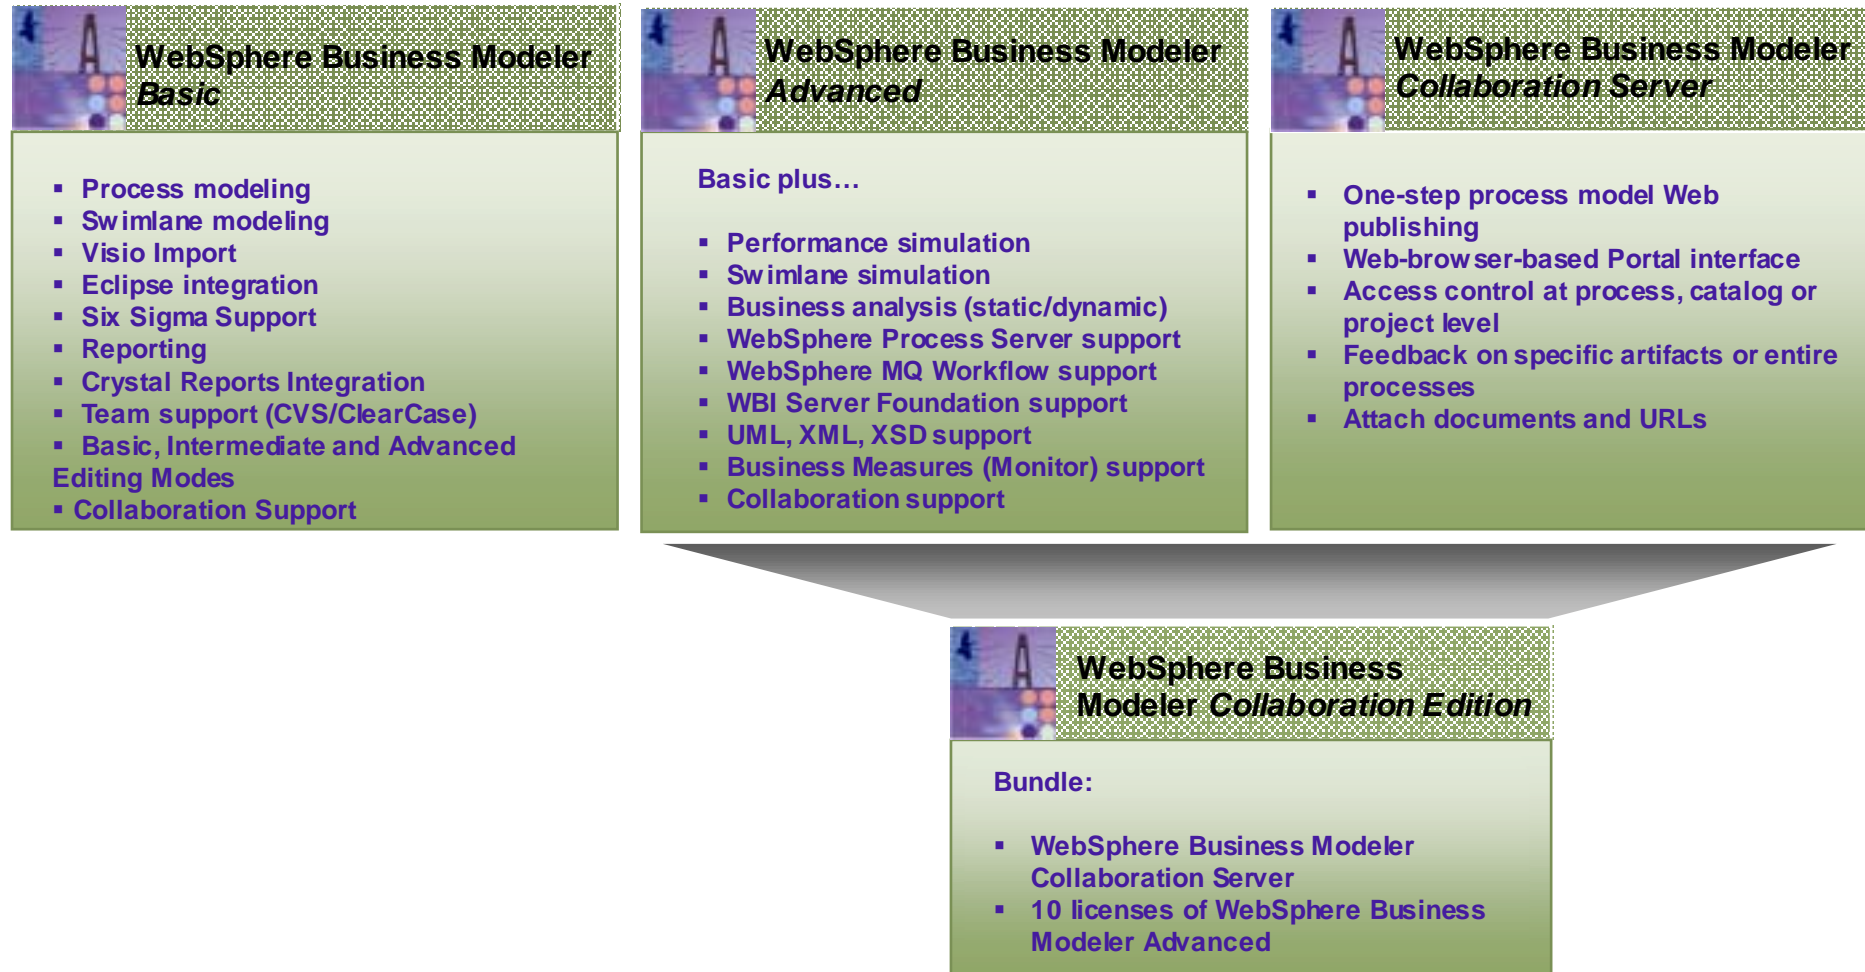 WebSphere Business Modeler
Basic
▪ Process modeling
▪ Swimlane modeling
▪ Visio Import
▪ Eclipse integration
▪ Six Sigma Support
▪ Reporting
▪ Crystal Reports Integration
▪ Team support (CVS/ClearCase)
▪ Basic, Intermediate and Advanced
Editing Modes
▪ Collaboration Support
WebSphere Business Modeler
Advanced
Basic plus…
▪ Performance simulation
▪ Swimlane simulation
▪ Business analysis (static/dynamic)
▪ WebSphere Process Server support
▪ WebSphere MQ Workflow support
▪ WBI Server Foundation support
▪ UML, XML, XSD support
▪ Business Measures (Monitor) support
▪ Collaboration support
WebSphere Business Modeler
Collaboration Server
▪ One-step process model Web
publishing
▪ Web-browser-based Portal interface
▪ Access control at process, catalog or
project level
▪ Feedback on specific artifacts or entire
processes
▪ Attach documents and URLs
WebSphere Business
Modeler Collaboration Edition
Bundle:
▪ WebSphere Business Modeler
Collaboration Server
▪ 10 licenses of WebSphere Business
Modeler Advanced